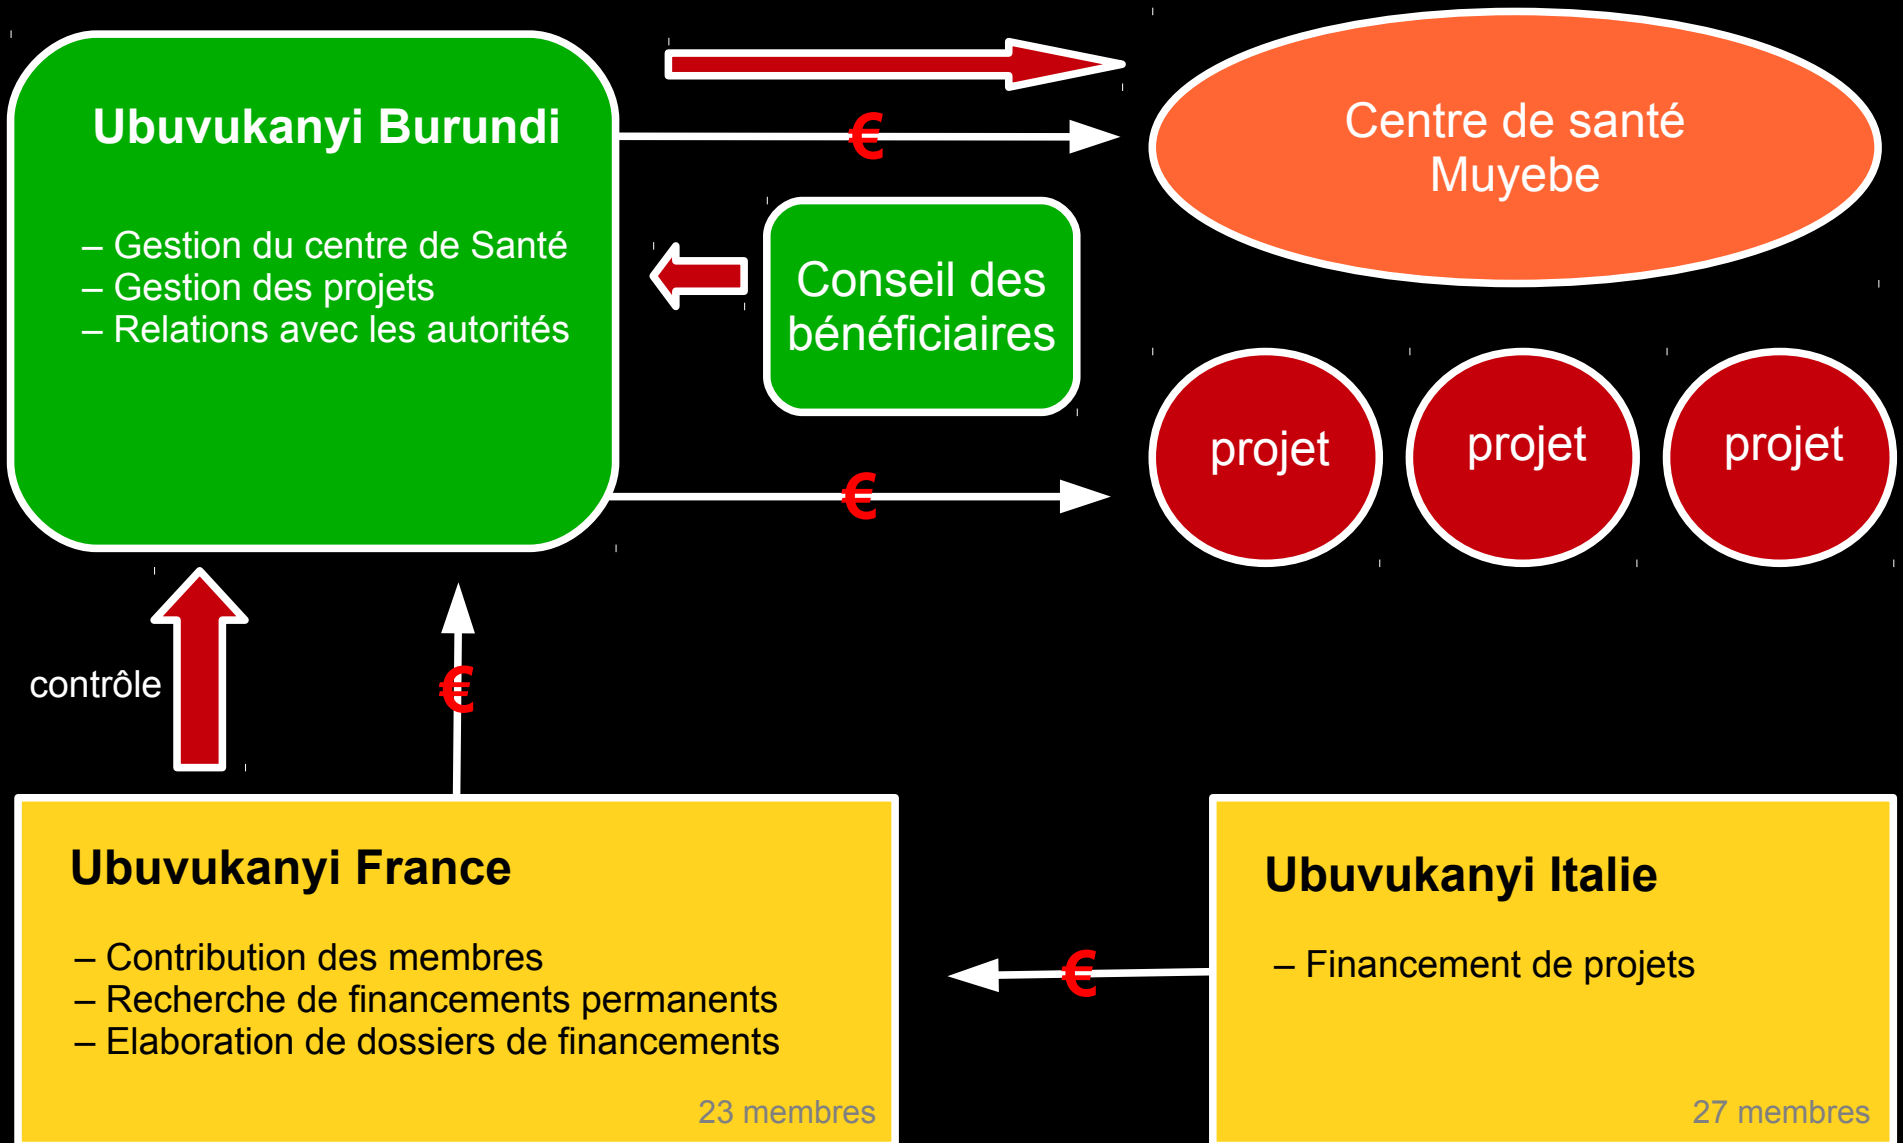 Ubuvukanyi Burundi
– Gestion du centre de Santé
– Gestion des projets
– Relations avec les autorités
€
Centre de santé
Muyebe
Conseil des
bénéficiaires
€
projet
projet
projet
contrôle
€
Ubuvukanyi France
– Contribution des membres
– Recherche de financements permanents
– Elaboration de dossiers de financements
23 membres
€
Ubuvukanyi Italie
– Financement de projets
27 membres